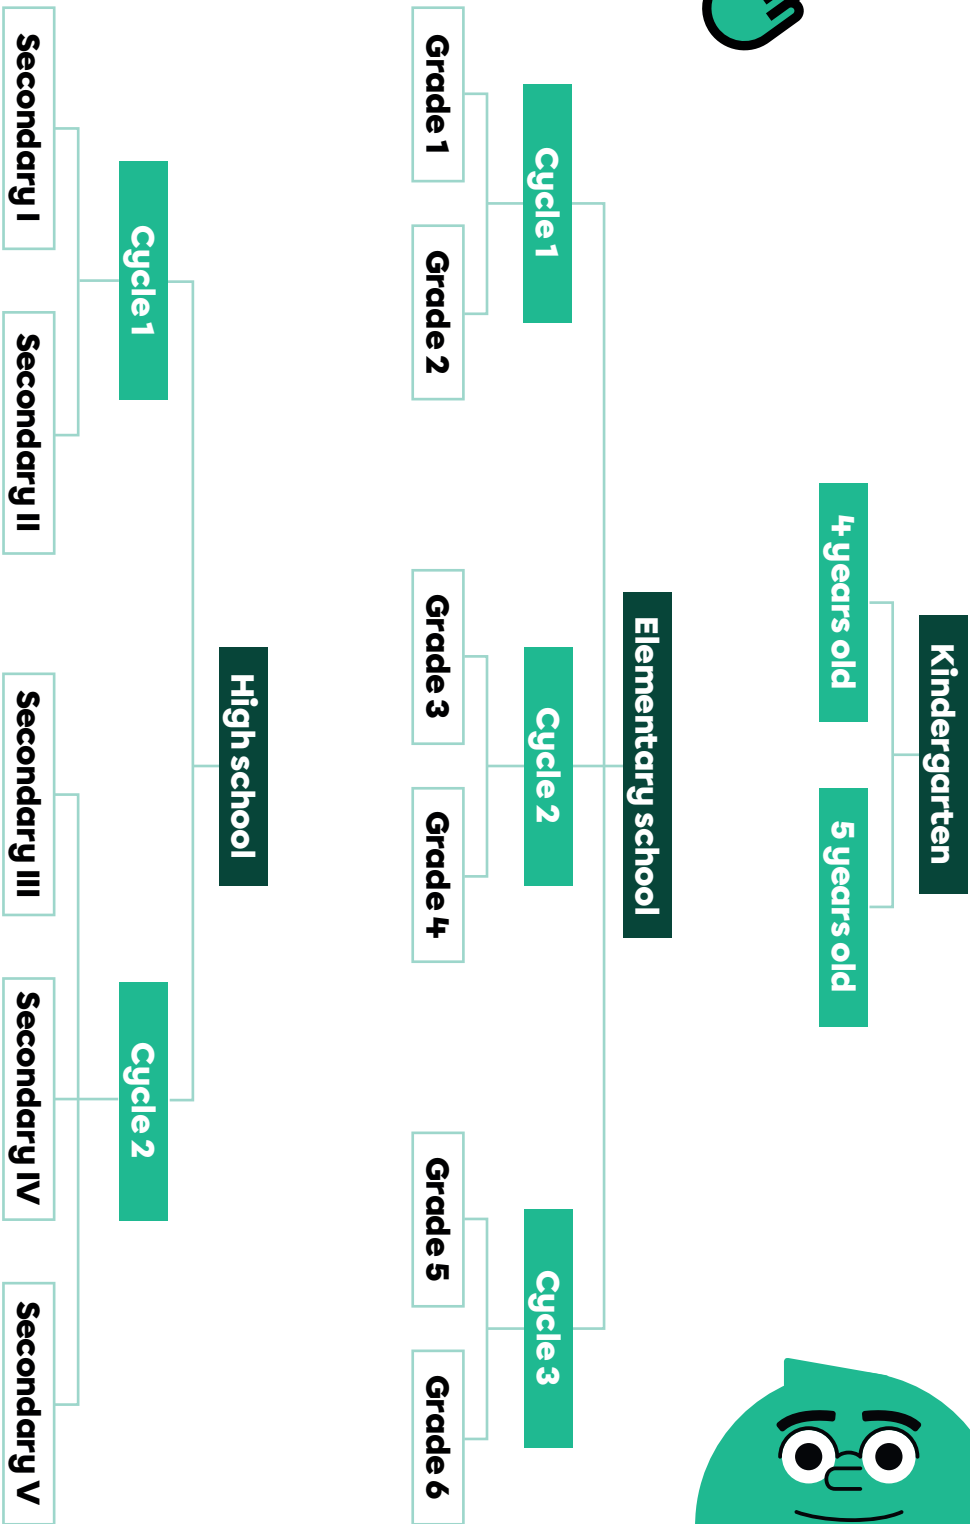 Kindergarten
4 years old
5 years old
Elementary school
Cycle 1
Cycle 2
Cycle 3
Grade 1
Grade 2
Grade 3
Grade 4
Grade 5
Grade 6
High school
Cycle 1
Cycle 2
Secondary I
Secondary II
Secondary III
Secondary IV
Secondary V